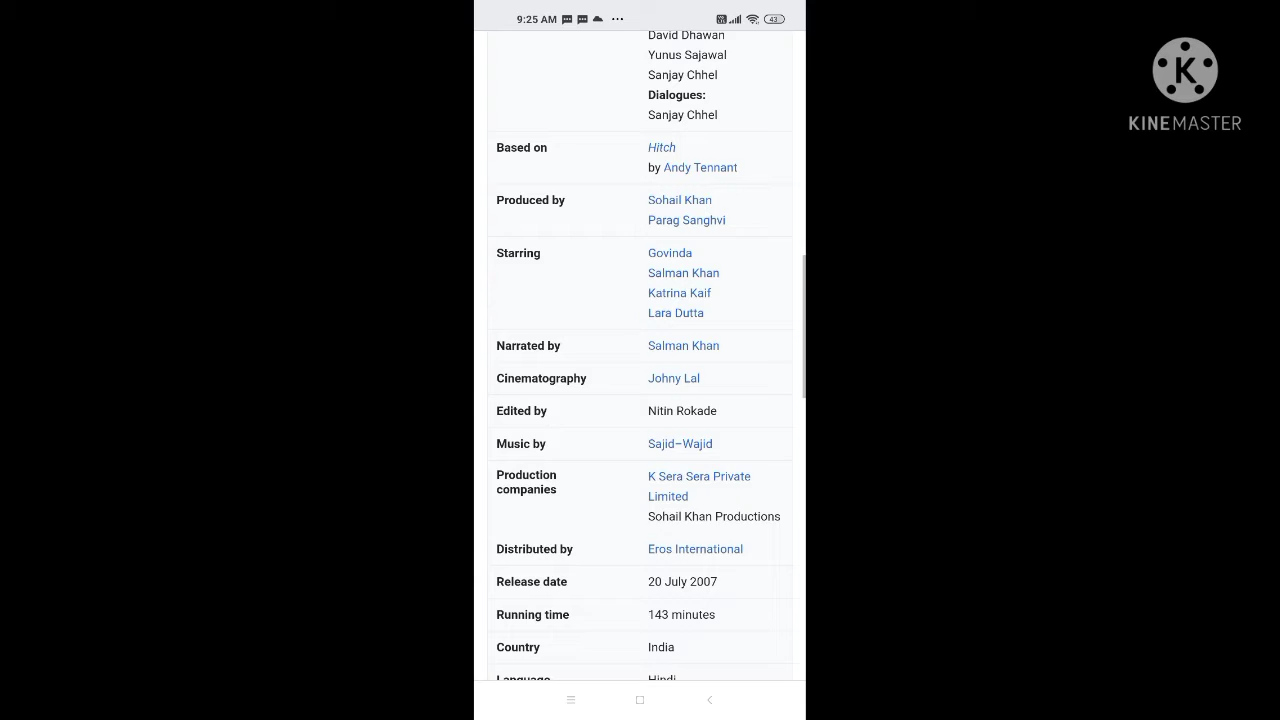 9:25 AM
43
K
KINEMASTER
David Dhawan
Yunus Sajawal
Sanjay Chhel
Dialogues:
Sanjay Chhel
Based on
Hitch
by Andy Tennant
Produced by
Sohail Khan
Parag Sanghvi
Starring
Govinda
Salman Khan
Katrina Kaif
Lara Dutta
Narrated by
Salman Khan
Cinematography
Johny Lal
Edited by
Nitin Rokade
Music by
Sajid–Wajid
Production
companies
K Sera Sera Private
Limited
Sohail Khan Productions
Distributed by
Eros International
Release date
20 July 2007
Running time
143 minutes
Country
India
Language
Hindi